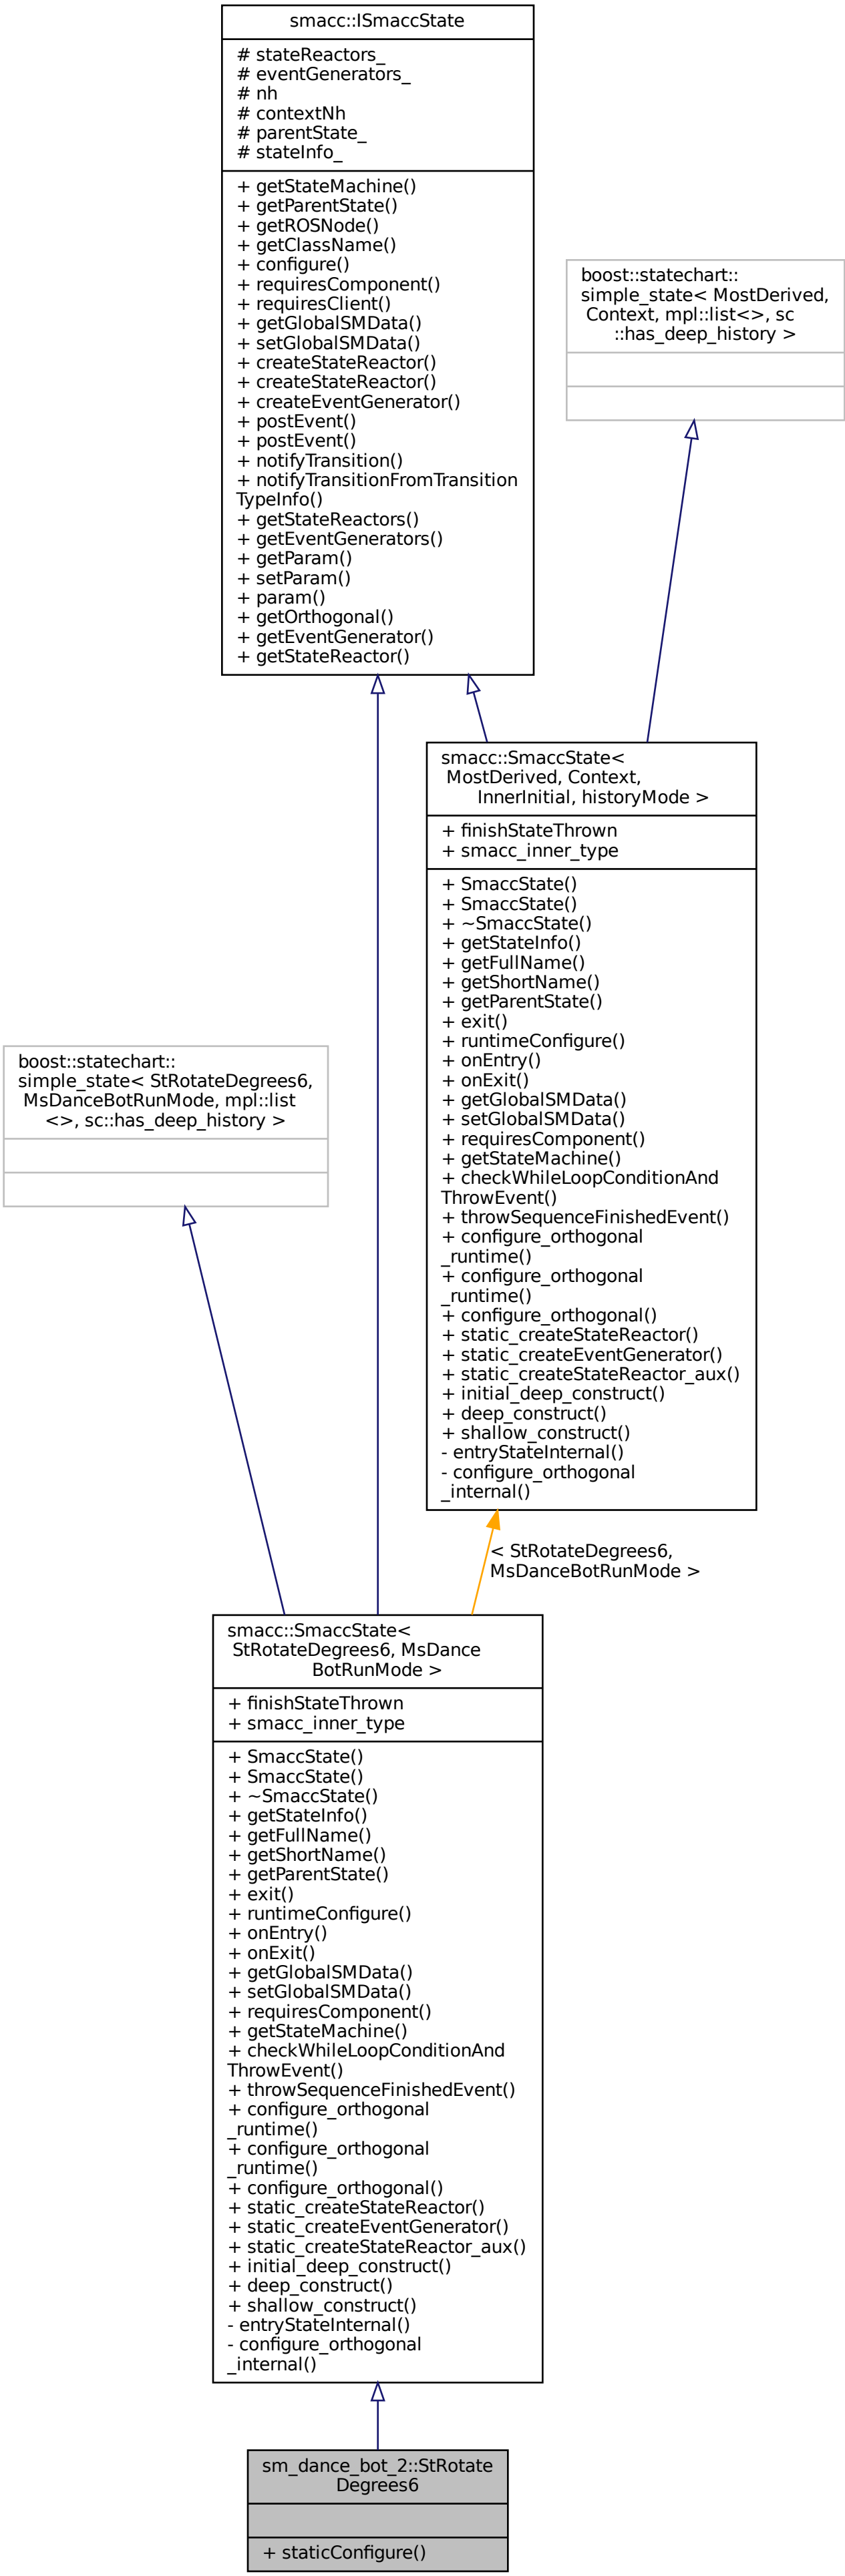 smacc::ISmaccState
# stateReactors_
# eventGenerators_
# nh
# contextNh
# parentState_
# stateInfo_
+ getStateMachine()
+ getParentState()
+ getROSNode()
+ getClassName()
+ configure()
+ requiresComponent()
+ requiresClient()
+ getGlobalSMData()
+ setGlobalSMData()
+ createStateReactor()
+ createStateReactor()
+ createEventGenerator()
+ postEvent()
+ postEvent()
+ notifyTransition()
+ notifyTransitionFromTransition
TypeInfo()
+ getStateReactors()
+ getEventGenerators()
+ getParam()
+ setParam()
+ param()
+ getOrthogonal()
+ getEventGenerator()
+ getStateReactor()
boost::statechart::
simple_state< MostDerived,
Context, mpl::list<>, sc
::has_deep_history >
smacc::SmaccState<
MostDerived, Context,
InnerInitial, historyMode >
+ finishStateThrown
+ smacc_inner_type
+ SmaccState()
+ SmaccState()
+ ~SmaccState()
+ getStateInfo()
+ getFullName()
+ getShortName()
+ getParentState()
+ exit()
+ runtimeConfigure()
+ onEntry()
+ onExit()
+ getGlobalSMData()
+ setGlobalSMData()
+ requiresComponent()
+ getStateMachine()
+ checkWhileLoopConditionAnd
ThrowEvent()
+ throwSequenceFinishedEvent()
+ configure_orthogonal
_runtime()
+ configure_orthogonal
_runtime()
+ configure_orthogonal()
+ static_createStateReactor()
+ static_createEventGenerator()
+ static_createStateReactor_aux()
+ initial_deep_construct()
+ deep_construct()
+ shallow_construct()
- entryStateInternal()
- configure_orthogonal
_internal()
boost::statechart::
simple_state< StRotateDegrees6,
MsDanceBotRunMode, mpl::list
<>, sc::has_deep_history >
< StRotateDegrees6,
MsDanceBotRunMode >
smacc::SmaccState<
StRotateDegrees6, MsDance
BotRunMode >
+ finishStateThrown
+ smacc_inner_type
+ SmaccState()
+ SmaccState()
+ ~SmaccState()
+ getStateInfo()
+ getFullName()
+ getShortName()
+ getParentState()
+ exit()
+ runtimeConfigure()
+ onEntry()
+ onExit()
+ getGlobalSMData()
+ setGlobalSMData()
+ requiresComponent()
+ getStateMachine()
+ checkWhileLoopConditionAnd
ThrowEvent()
+ throwSequenceFinishedEvent()
+ configure_orthogonal
_runtime()
+ configure_orthogonal
_runtime()
+ configure_orthogonal()
+ static_createStateReactor()
+ static_createEventGenerator()
+ static_createStateReactor_aux()
+ initial_deep_construct()
+ deep_construct()
+ shallow_construct()
- entryStateInternal()
- configure_orthogonal
_internal()
sm_dance_bot_2::StRotate
Degrees6
+ staticConfigure()